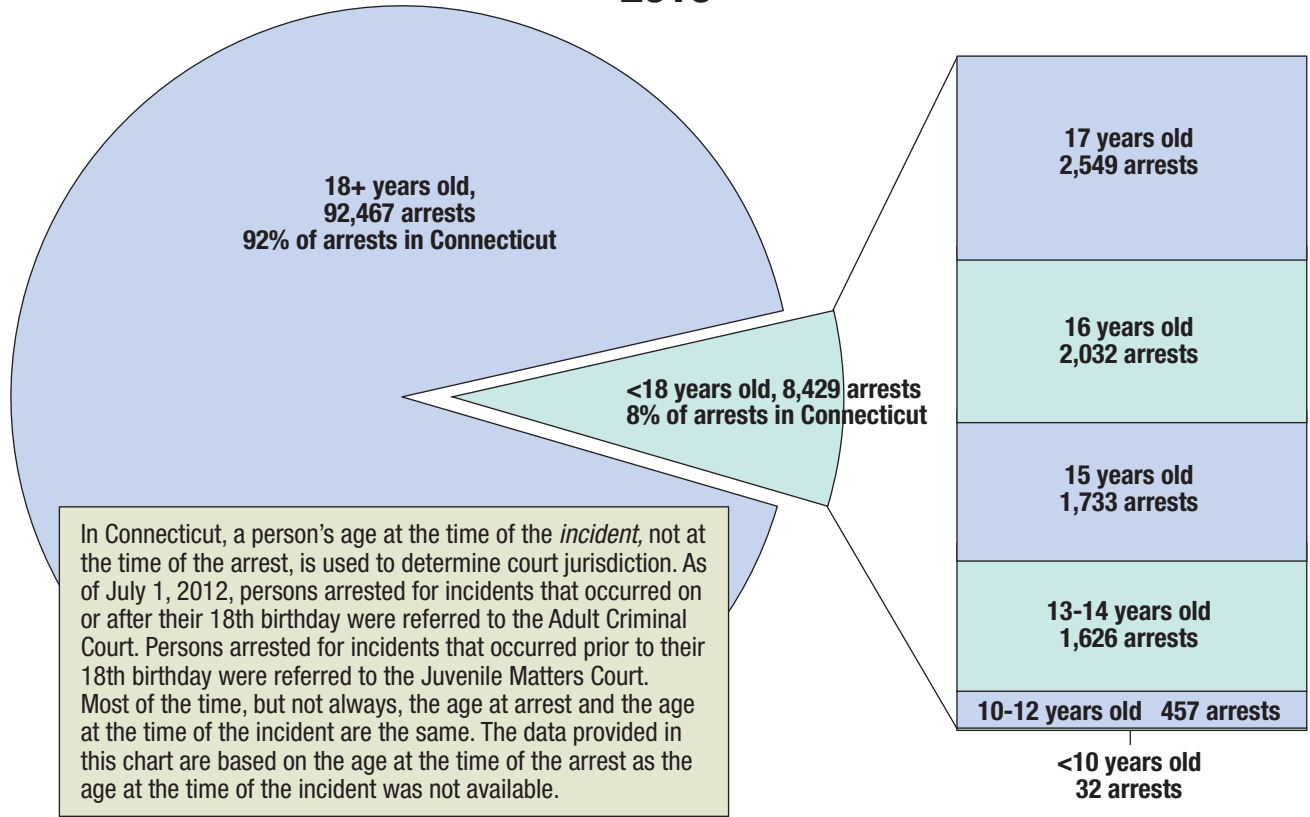 18+ years old,
92,467 arrests
92% of arrests in Connecticut
<18 years old, 8,429 arrests
8% of arrests in Connecticut
17 years old
2,549 arrests
16 years old
2,032 arrests
15 years old
1,733 arrests
13-14 years old
1,626 arrests
10-12 years old 457 arrests
<10 years old
32 arrests
In Connecticut, a person’s age at the time of the incident, not at
the time of the arrest, is used to determine court jurisdiction. As
of July 1, 2012, persons arrested for incidents that occurred on
or after their 18th birthday were referred to the Adult Criminal
Court. Persons arrested for incidents that occurred prior to their
18th birthday were referred to the Juvenile Matters Court.
Most of the time, but not always, the age at arrest and the age
at the time of the incident are the same. The data provided in
this chart are based on the age at the time of the arrest as the
age at the time of the incident was not available.